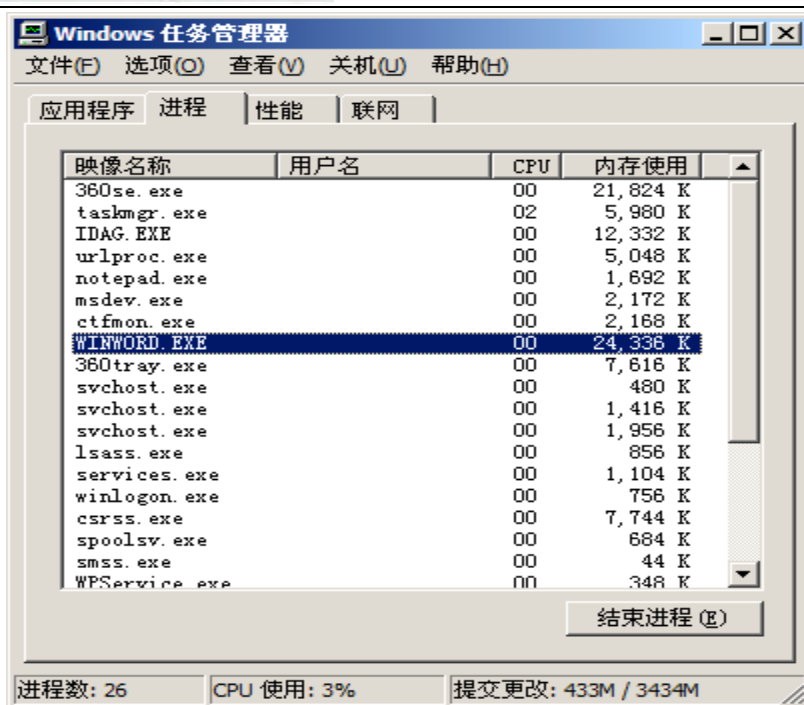 Windows 任务管理器
文件(F) 选项(O) 查看(V) 关机(U) 帮助(H)
应用程序 进程 性能 联网
映像名称 用户名 CPU 内存使用
360se.exe 00 21,824 K
taskmgr.exe 02 5,980 K
IDAG.EXE 00 12,332 K
urlproc.exe 00 5,048 K
notepad.exe 00 1,692 K
msdev.exe 00 2,172 K
ctfmon.exe 00 2,168 K
WINWORD.EXE 00 24,336 K
360tray.exe 00 7,616 K
svchost.exe 00 480 K
svchost.exe 00 1,416 K
svchost.exe 00 1,956 K
lsass.exe 00 856 K
services.exe 00 1,104 K
winlogon.exe 00 756 K
csrss.exe 00 7,744 K
spoolsv.exe 00 684 K
smss.exe 00 44 K
WPService.exe 00 348 K
结束进程(E)
进程数: 26 CPU 使用: 3% 提交更改: 433M / 3434M